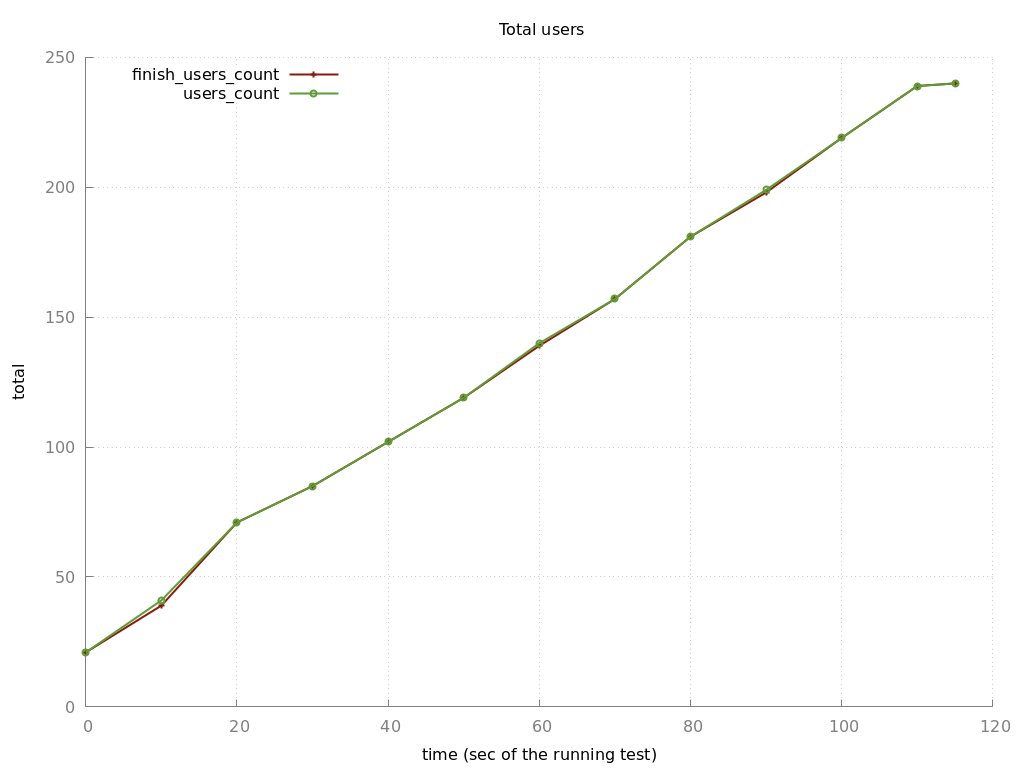 Total users
finish_users_count
users_count
250
200
150
100
50
0
total
0 20 40 60 80 100 120
time (sec of the running test)